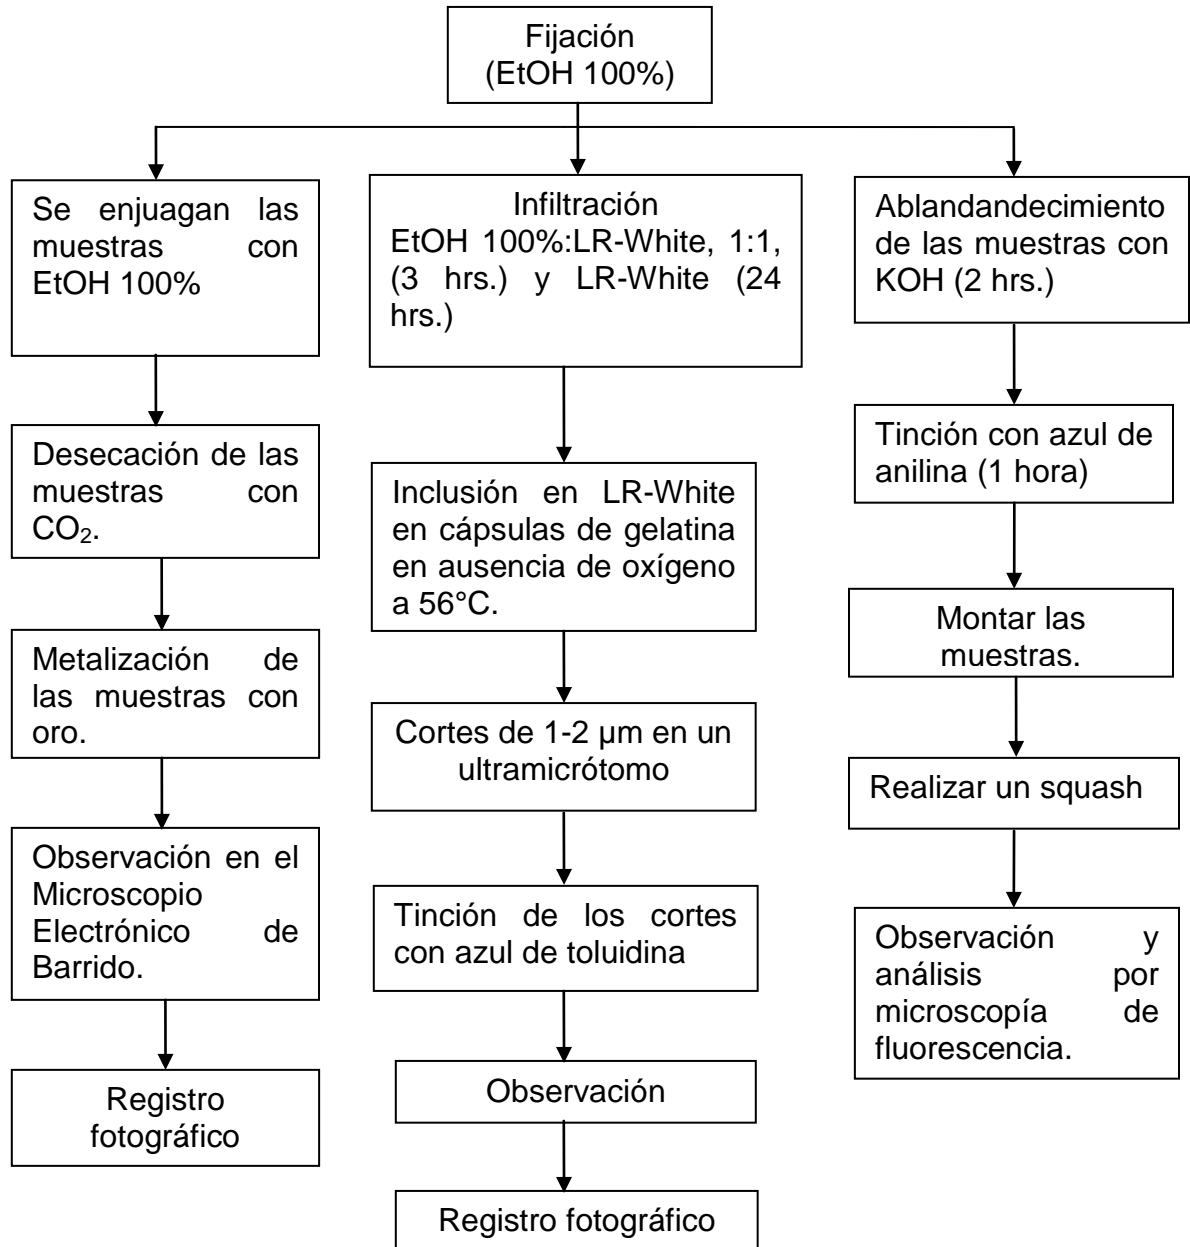 Fijación
(EtOH 100%)
Se enjuagan las
muestras con
EtOH 100%
Desecación de las
muestras con
CO₂.
Metalización de
las muestras con
oro.
Observación en el
Microscopio
Electrónico de
Barrido.
Registro
fotográfico
Infiltración
EtOH 100%:LR-White, 1:1,
(3 hrs.) y LR-White (24
hrs.)
Inclusión en LR-White
en cápsulas de gelatina
en ausencia de oxígeno
a 56°C.
Cortes de 1-2 µm en un
ultramicrótomo
Tinción de los cortes
con azul de toluidina
Observación
Registro fotográfico
Ablandandecimiento
de las muestras con
KOH (2 hrs.)
Tinción con azul de
anilina (1 hora)
Montar las
muestras.
Realizar un squash
Observación y
análisis por
microscopía de
fluorescencia.